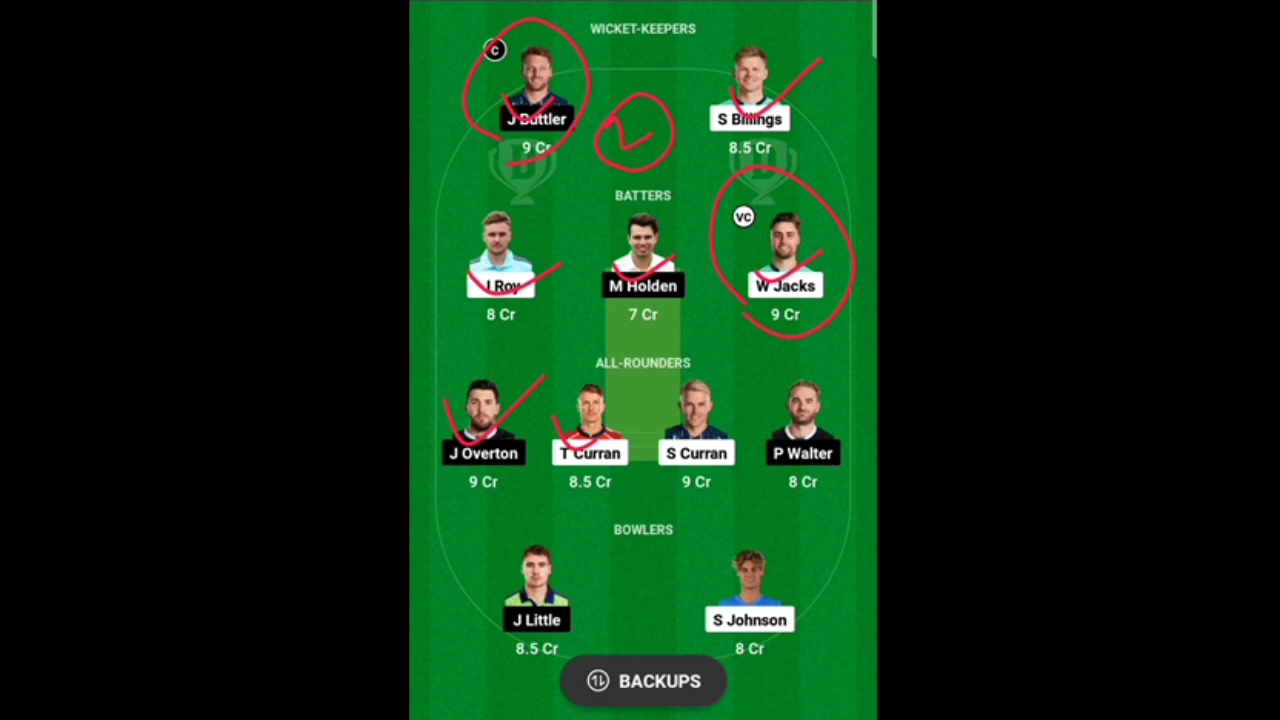 WICKET-KEEPERS
C
J Buttler
S Billings
9 Cr
8.5 Cr
BATTERS
VC
J Roy
M Holden
W Jacks
8 Cr
7 Cr
9 Cr
ALL-ROUNDERS
J Overton
T Curran
S Curran
P Walter
9 Cr
8.5 Cr
9 Cr
8 Cr
BOWLERS
J Little
S Johnson
8.5 Cr
8 Cr
BACKUPS